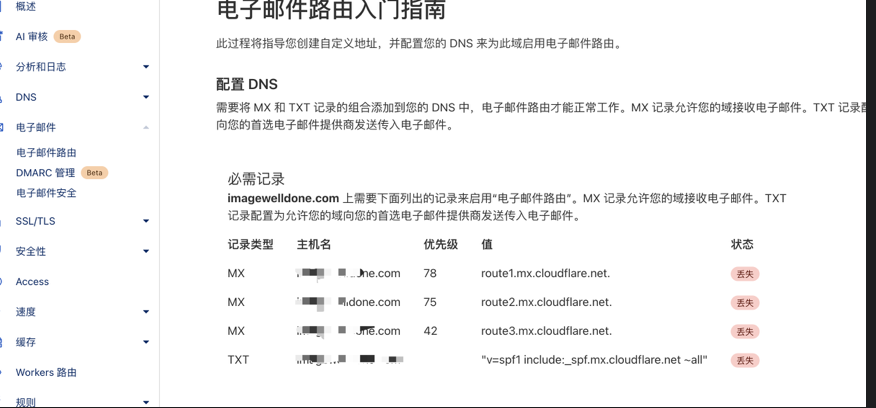 概述
AI 审核 Beta
分析和日志
DNS
电子邮件
电子邮件路由
DMARC 管理 Beta
电子邮件安全
SSL/TLS
安全性
Access
速度
缓存
Workers 路由
规则
电子邮件路由入门指南
此过程将指导您创建自定义地址，并配置您的 DNS 来为此域启用电子邮件路由。
配置 DNS
需要将 MX 和 TXT 记录的组合添加到您的 DNS 中，电子邮件路由才能正常工作。MX 记录允许您的域接收电子邮件。TXT 记录配
向您的首选电子邮件提供商发送传入电子邮件。
必需记录
imagewelldone.com 上需要下面列出的记录来启用“电子邮件路由”。MX 记录允许您的域接收电子邮件。TXT
记录配置为允许您的域向您的首选电子邮件提供商发送传入电子邮件。
记录类型 主机名 优先级 值 状态
MX one.com 78 route1.mx.cloudflare.net. 丢失
MX lldone.com 75 route2.mx.cloudflare.net. 丢失
MX one.com 42 route3.mx.cloudflare.net. 丢失
TXT "v=spf1 include:_spf.mx.cloudflare.net ~all" 丢失